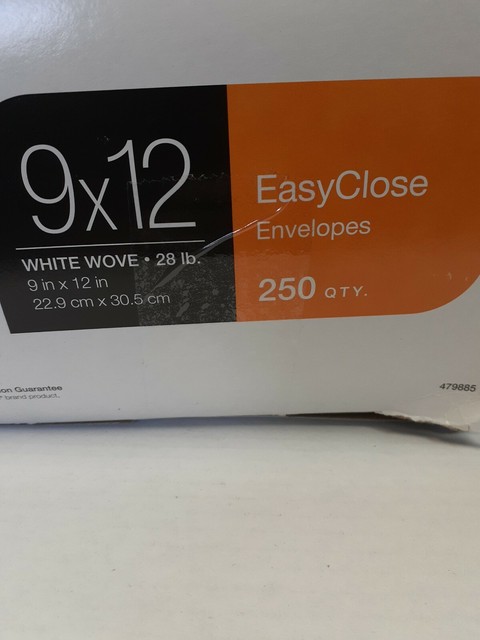 9x12
WHITE WOVE • 28 lb.
9 in x 12 in
22.9 cm x 30.5 cm
EasyClose
Envelopes
250 QTY.
on Guarantee
brand product.
479885